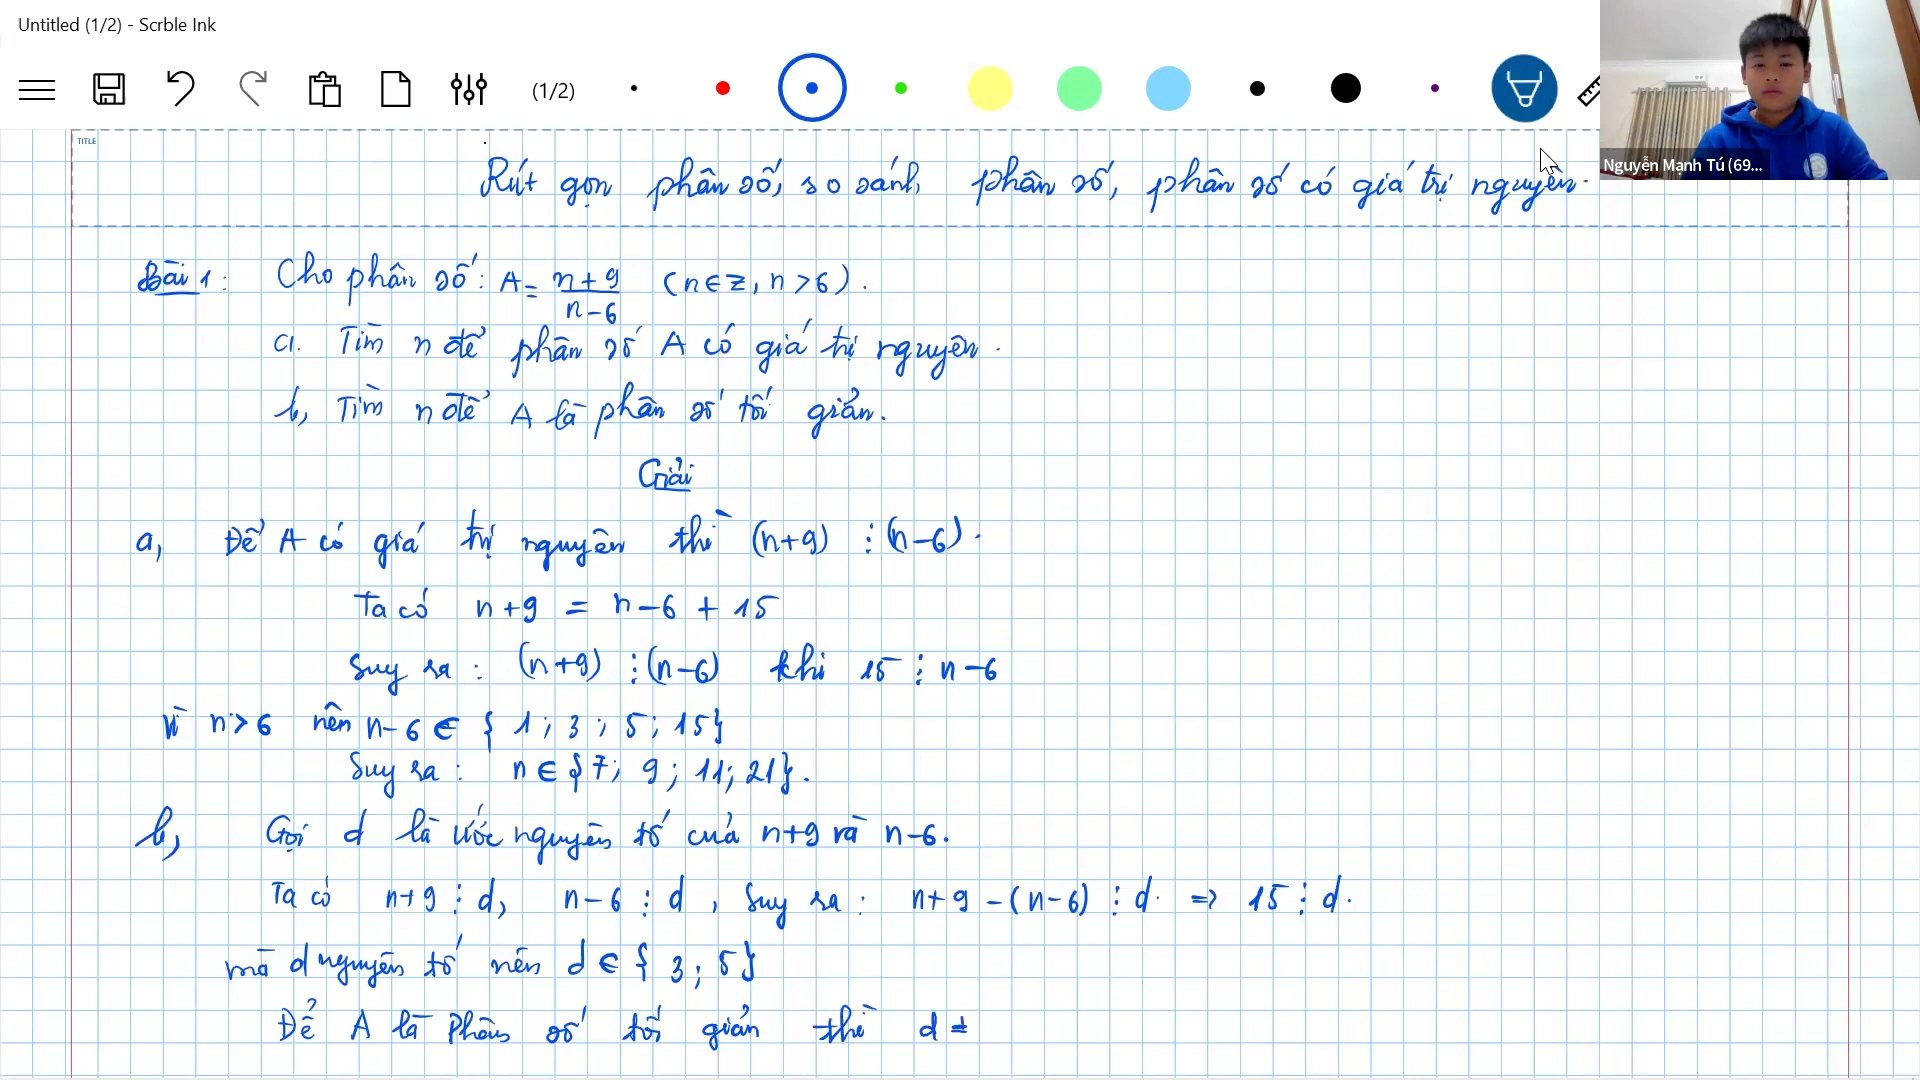 Untitled (1/2) - Scrble Ink
(1/2)
Nguyễn Mạnh Tú (69...
TITLE
Rút gọn phân số, so sánh phân số, phân số có giá trị nguyên.
Bài 1: Cho phân số: A = \frac{n+9}{n-6} (n∈Z, n>6).
a. Tìm n để phân số A có giá trị nguyên.
b, Tìm n để A là phân số tối giản.
Giải
a, Để A có giá trị nguyên thì (n+9) ⋮ (n-6).
Ta có n+9 = n-6 + 15
Suy ra: (n+9) ⋮ (n-6) khi 15 ⋮ n-6
Vì n>6 nên n-6 ∈ {1; 3; 5; 15}
Suy ra: n ∈ {7; 9; 11; 21}.
b, Gọi d là ước nguyên tố của n+9 và n-6.
Ta có n+9 ⋮ d, n-6 ⋮ d, Suy ra: n+9-(n-6) ⋮ d. => 15 ⋮ d.
mà d nguyên tố nên d ∈ {3; 5}
Để A là Phân số tối giản thì d